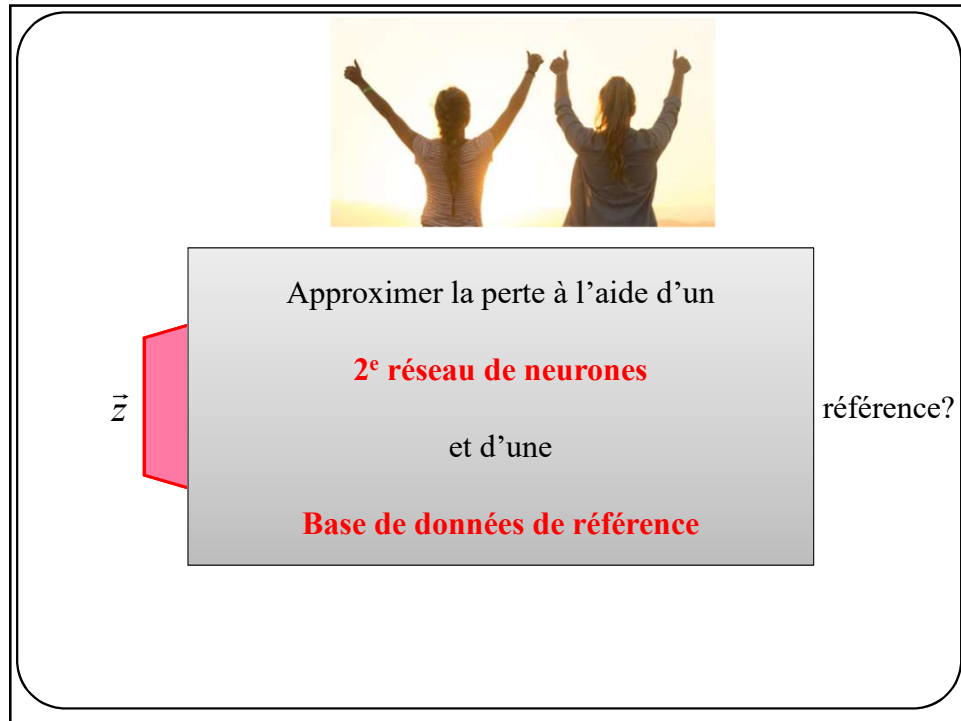 Approximer la perte à l’aide d’un
2e réseau de neurones
et d’une
Base de données de référence
z⃗
référence?